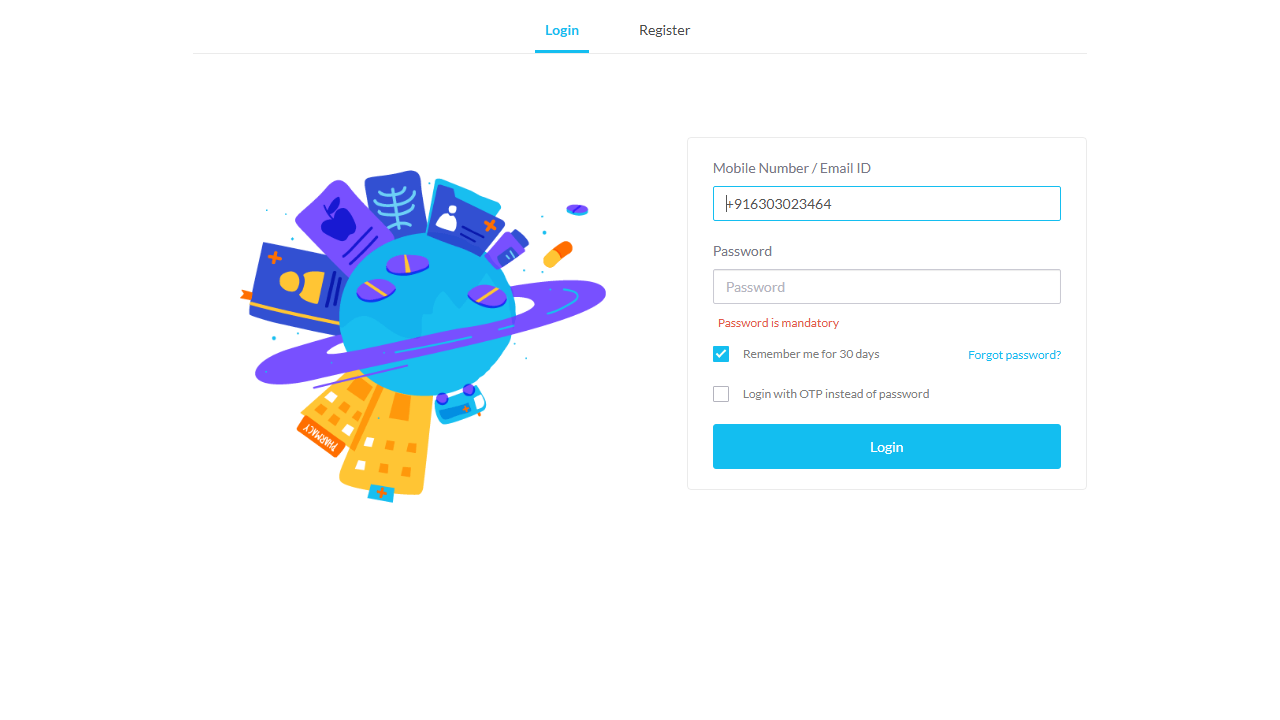 Login
Register
Mobile Number / Email ID
+916303023464
Password
Password
Password is mandatory
Remember me for 30 days
Forgot password?
Login with OTP instead of password
Login
PHARMACY